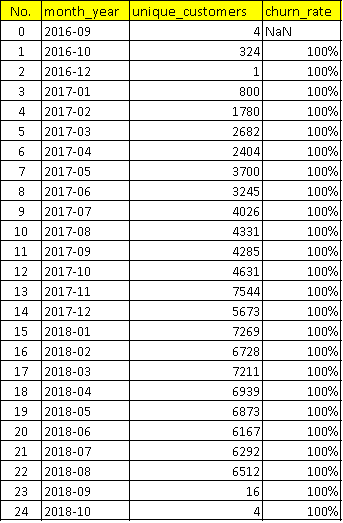 No. month_year unique_customers churn_rate
0 2016-09 4 NaN
1 2016-10 324 100%
2 2016-12 1 100%
3 2017-01 800 100%
4 2017-02 1780 100%
5 2017-03 2682 100%
6 2017-04 2404 100%
7 2017-05 3700 100%
8 2017-06 3245 100%
9 2017-07 4026 100%
10 2017-08 4331 100%
11 2017-09 4285 100%
12 2017-10 4631 100%
13 2017-11 7544 100%
14 2017-12 5673 100%
15 2018-01 7269 100%
16 2018-02 6728 100%
17 2018-03 7211 100%
18 2018-04 6939 100%
19 2018-05 6873 100%
20 2018-06 6167 100%
21 2018-07 6292 100%
22 2018-08 6512 100%
23 2018-09 16 100%
24 2018-10 4 100%